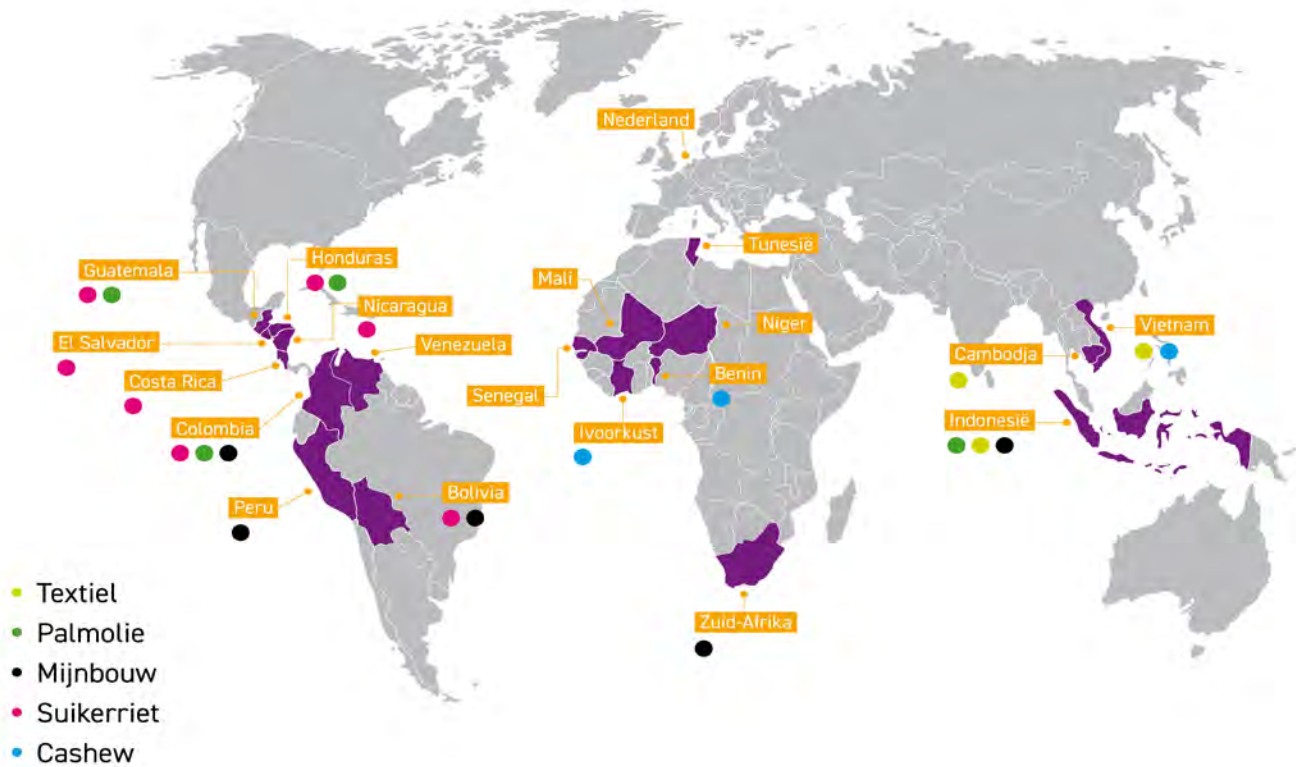 Nederland
Tunesië
Guatemala
Honduras
Mali
Nicaragua
Niger
Vietnam
El Salvador
Venezuela
Cambodja
Costa Rica
Senegal
Benin
Colombia
Ivoorkust
Indonesië
Peru
Bolivia
Zuid-Afrika
Textiel
Palmolie
Mijnbouw
Suikerriet
Cashew